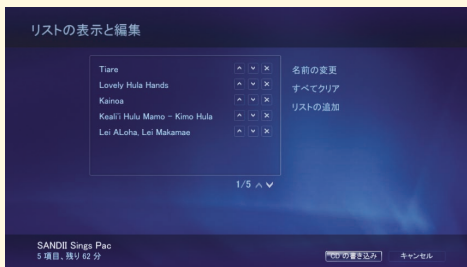 リストの表示と編集
Tiare
Lovely Hula Hands
Kainoa
Keali'i Hulu Mamo - Kimo Hula
Lei ALoha, Lei Makamae
名前の変更
すべてクリア
リストの追加
1/5
SANDII Sings Pac
5 項目、残り 62 分
CD の書き込み
キャンセル